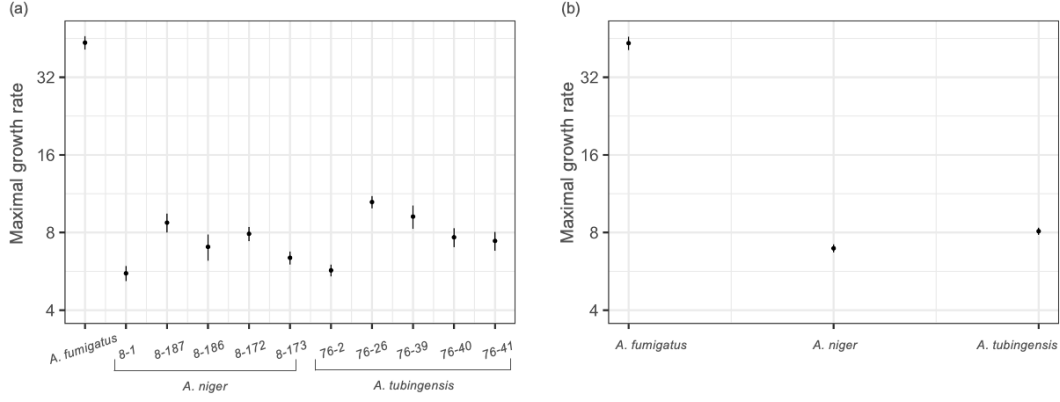 (a)
Maximal growth rate
32
16
8
4
A. fumigatus
8-1
8-187
8-186
8-172
8-173
76-2
76-26
76-39
76-40
76-41
A. niger
A. tubingensis
(b)
Maximal growth rate
32
16
8
4
A. fumigatus
A. niger
A. tubingensis